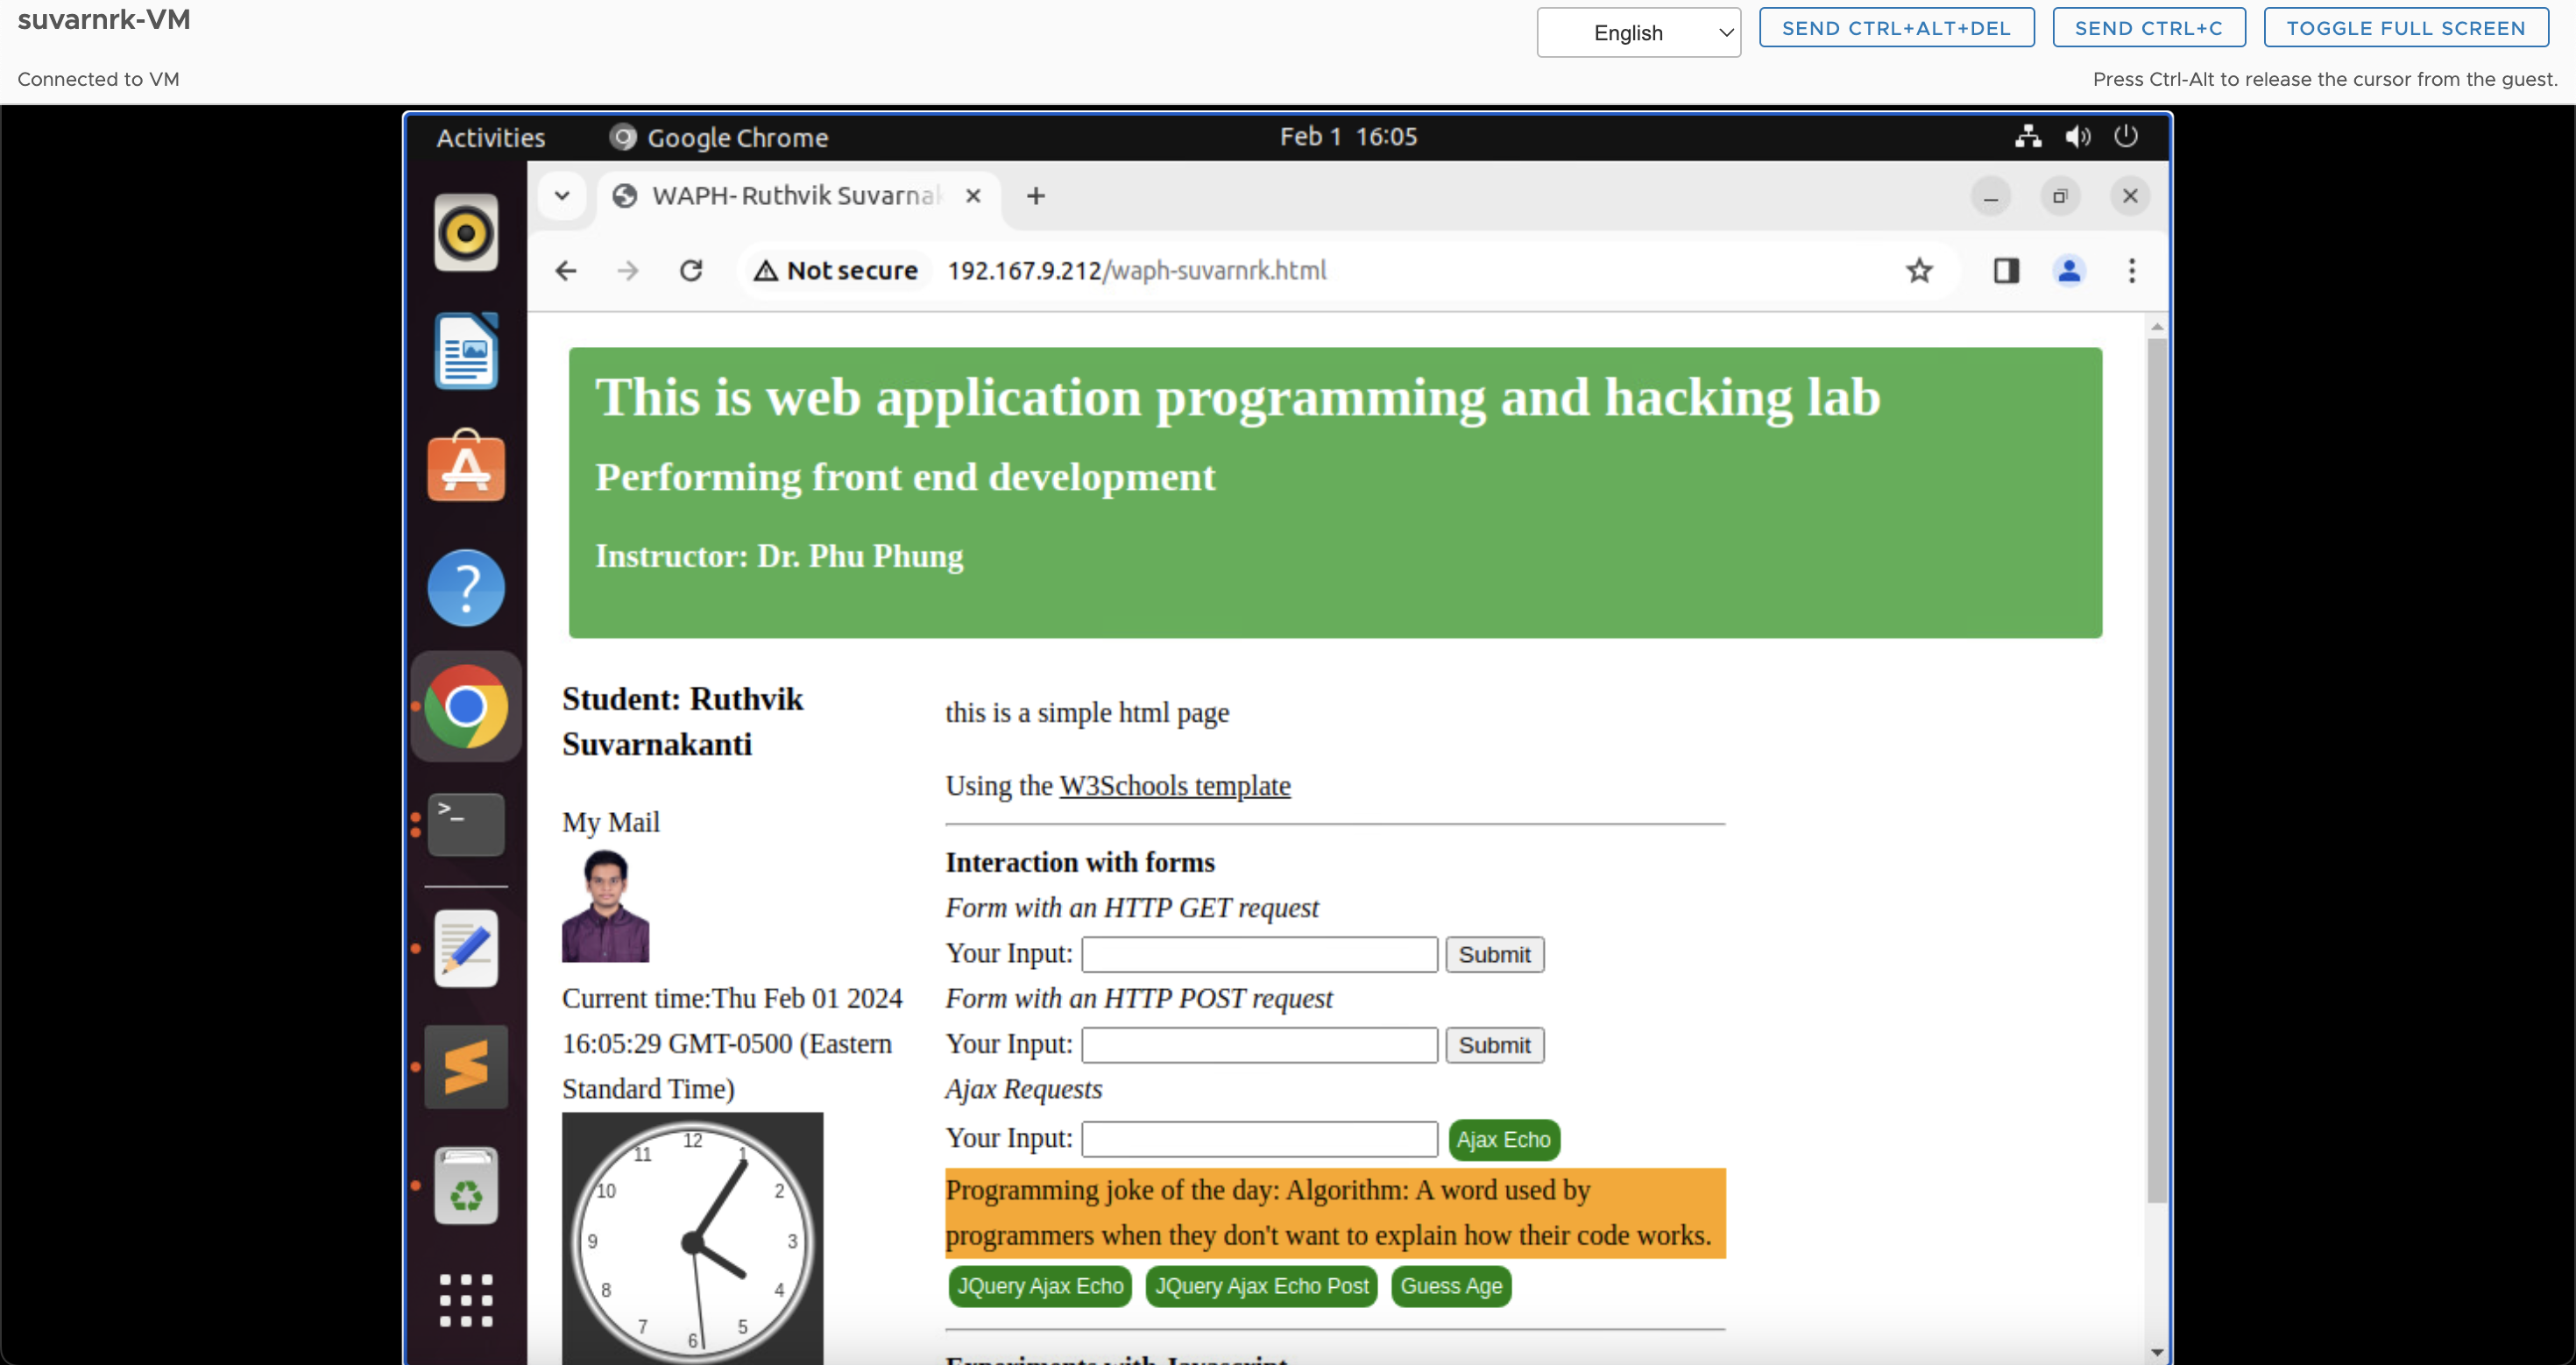 suvarnrk-VM
English
SEND CTRL+ALT+DEL
SEND CTRL+C
TOGGLE FULL SCREEN
Connected to VM
Press Ctrl-Alt to release the cursor from the guest.
Activities
Google Chrome
Feb 1 16:05
WAPH- Ruthvik Suvarnak
Not secure
192.167.9.212/waph-suvarnrk.html
This is web application programming and hacking lab
Performing front end development
Instructor: Dr. Phu Phung
Student: Ruthvik
Suvarnakanti
My Mail
Current time:Thu Feb 01 2024
16:05:29 GMT-0500 (Eastern
Standard Time)
12
11
1
10
2
9
3
8
4
7
5
6
this is a simple html page
Using the W3Schools template
Interaction with forms
Form with an HTTP GET request
Your Input:
Submit
Form with an HTTP POST request
Your Input:
Submit
Ajax Requests
Your Input:
Ajax Echo
Programming joke of the day: Algorithm: A word used by
programmers when they don't want to explain how their code works.
JQuery Ajax Echo
JQuery Ajax Echo Post
Guess Age
Experiments with Javascript